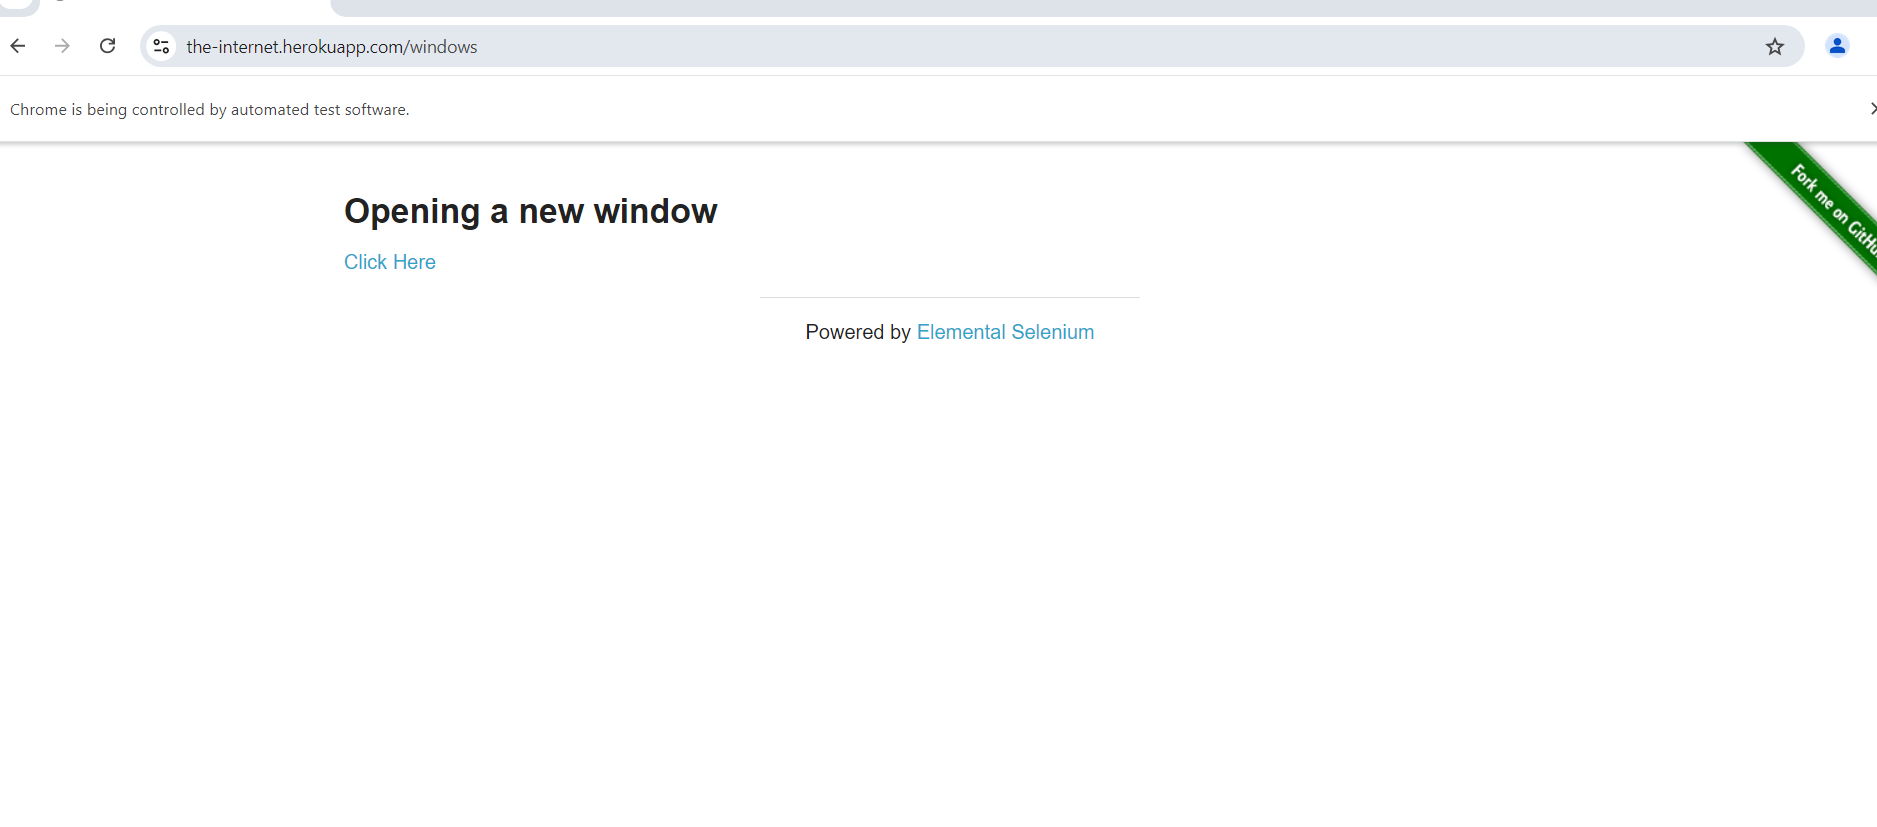 the-internet.herokuapp.com/windows
Chrome is being controlled by automated test software.
Fork me on
Opening a new window
Click Here
Powered by Elemental Selenium